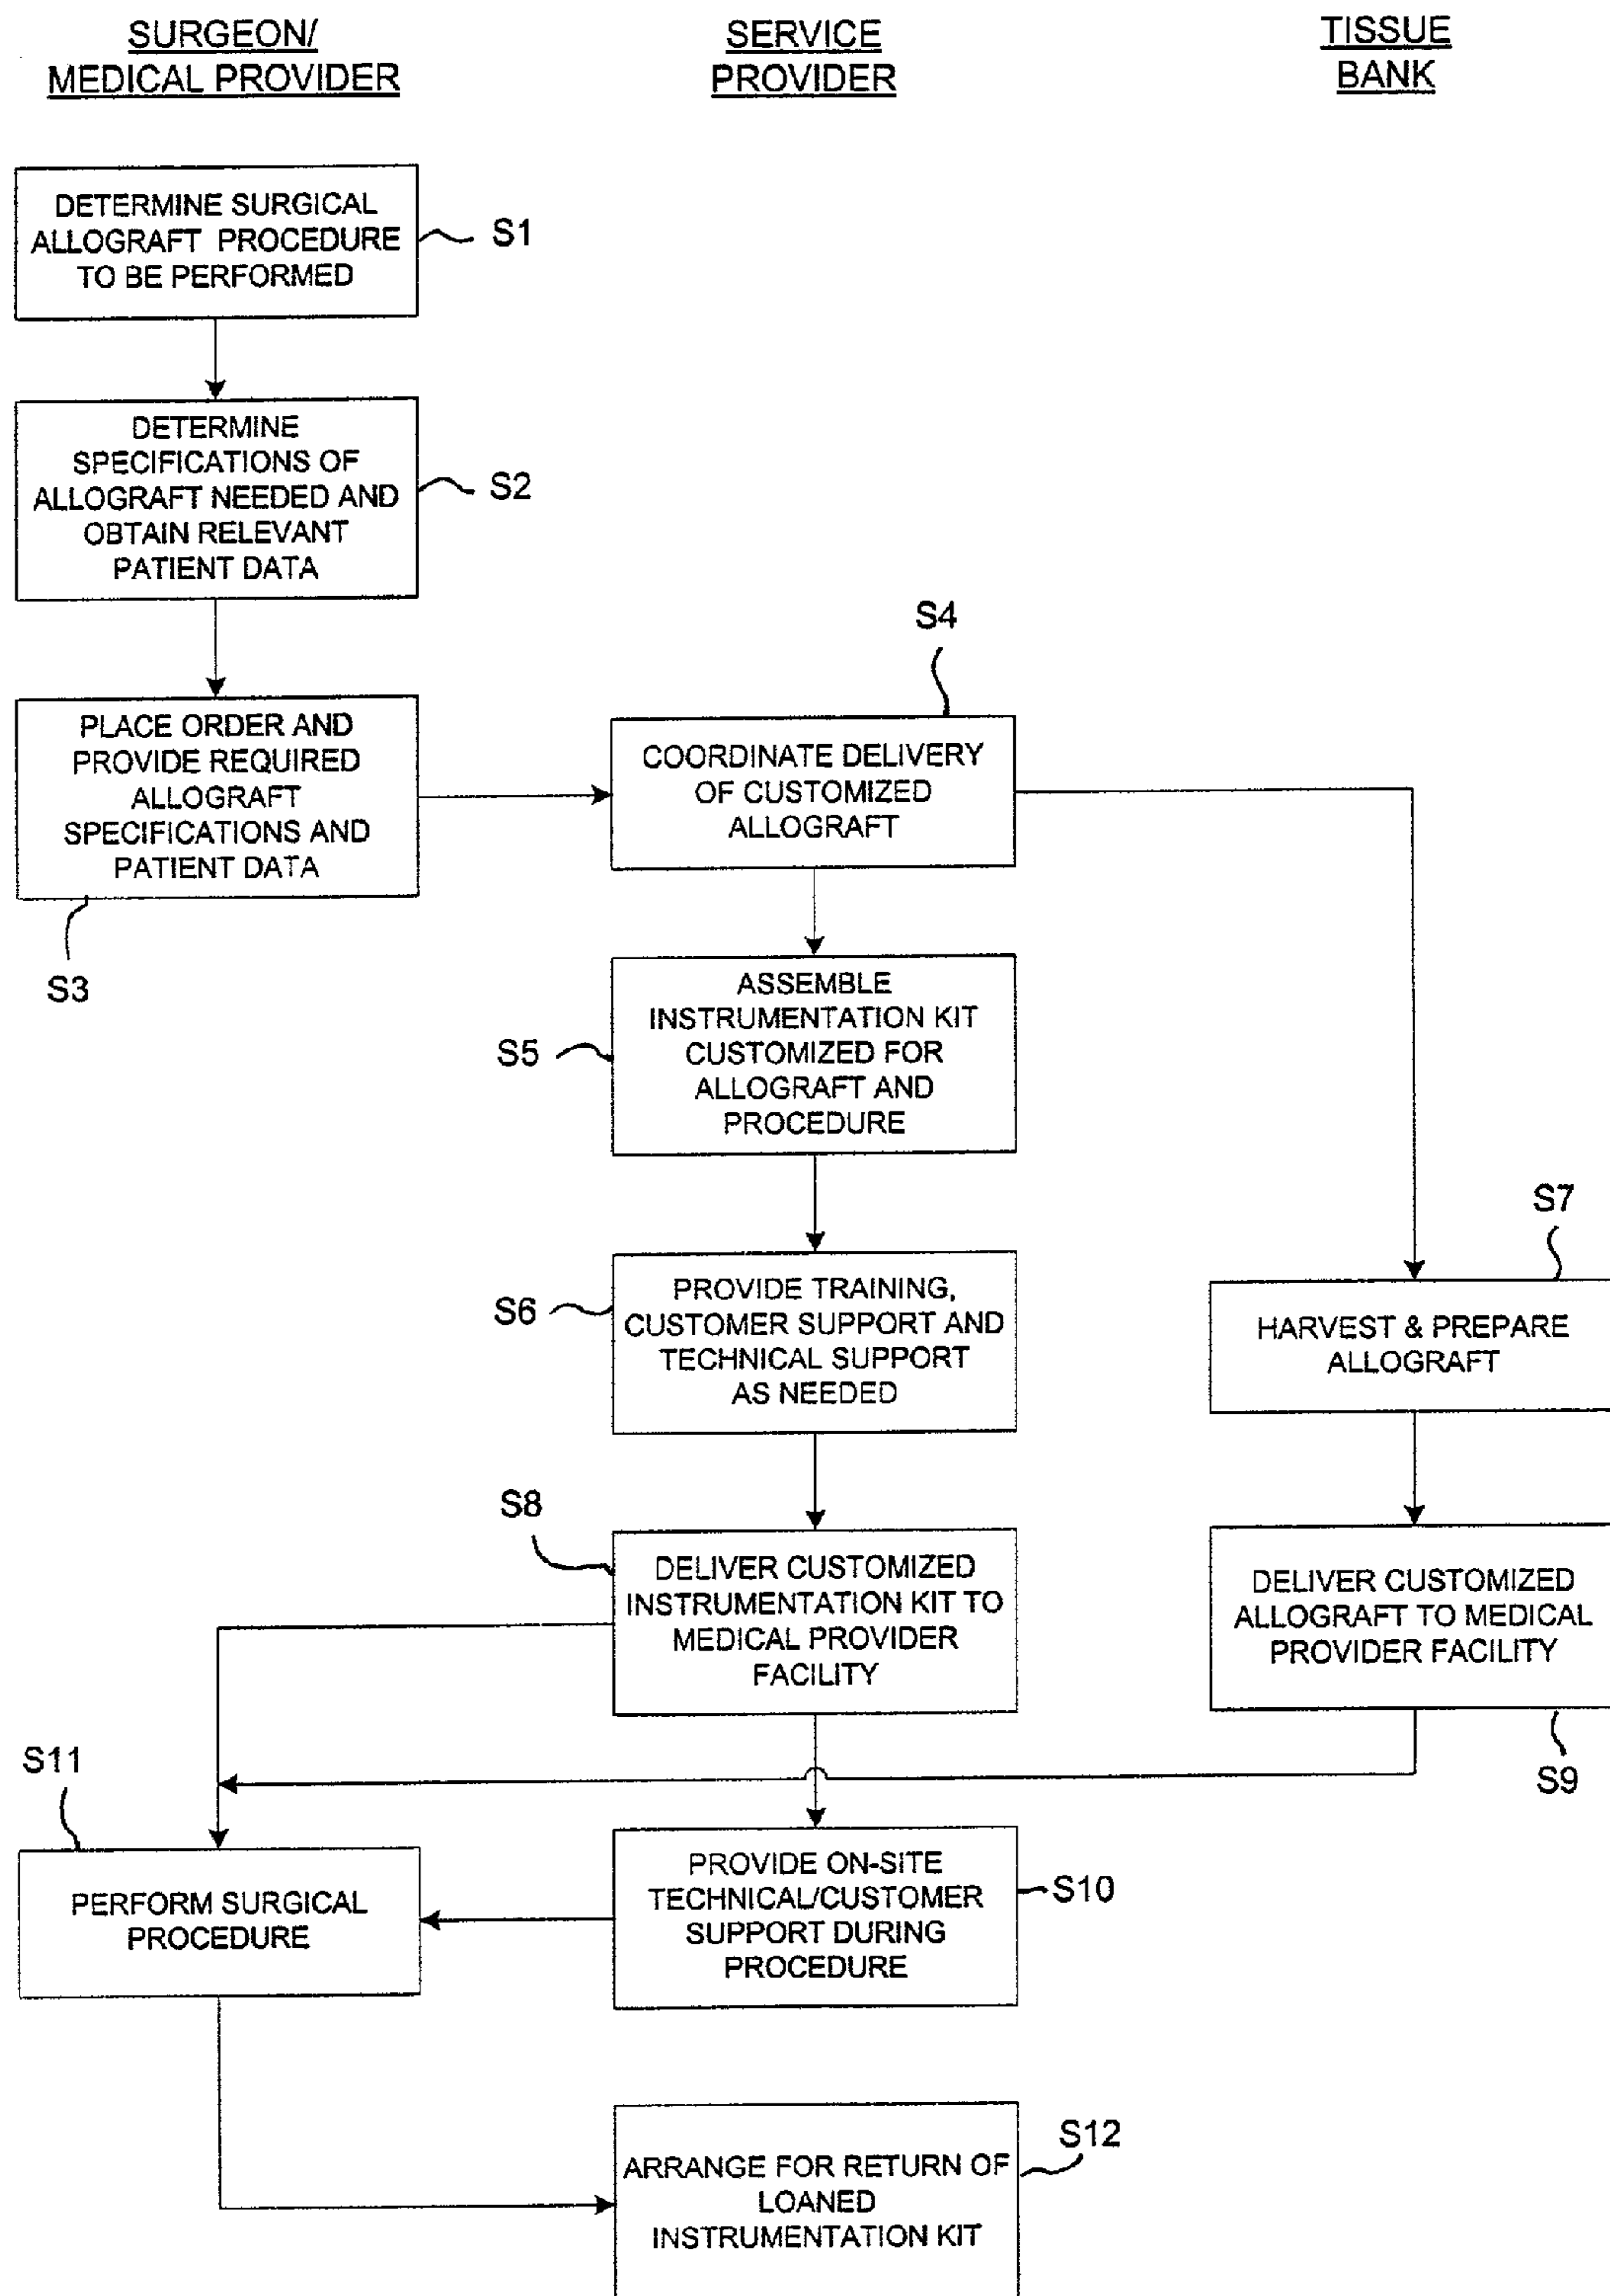 SURGEON/
MEDICAL PROVIDER
SERVICE
PROVIDER
TISSUE
BANK
DETERMINE SURGICAL
ALLOGRAFT PROCEDURE
TO BE PERFORMED
S1
DETERMINE
SPECIFICATIONS OF
ALLOGRAFT NEEDED AND
OBTAIN RELEVANT
PATIENT DATA
S2
PLACE ORDER AND
PROVIDE REQUIRED
ALLOGRAFT
SPECIFICATIONS AND
PATIENT DATA
S3
S4
COORDINATE DELIVERY
OF CUSTOMIZED
ALLOGRAFT
S5
ASSEMBLE
INSTRUMENTATION KIT
CUSTOMIZED FOR
ALLOGRAFT AND
PROCEDURE
S6
PROVIDE TRAINING,
CUSTOMER SUPPORT AND
TECHNICAL SUPPORT
AS NEEDED
S7
HARVEST & PREPARE
ALLOGRAFT
S8
DELIVER CUSTOMIZED
INSTRUMENTATION KIT TO
MEDICAL PROVIDER
FACILITY
DELIVER CUSTOMIZED
ALLOGRAFT TO MEDICAL
PROVIDER FACILITY
S9
S11
PERFORM SURGICAL
PROCEDURE
PROVIDE ON-SITE
TECHNICAL/CUSTOMER
SUPPORT DURING
PROCEDURE
S10
S12
ARRANGE FOR RETURN OF
LOANED
INSTRUMENTATION KIT